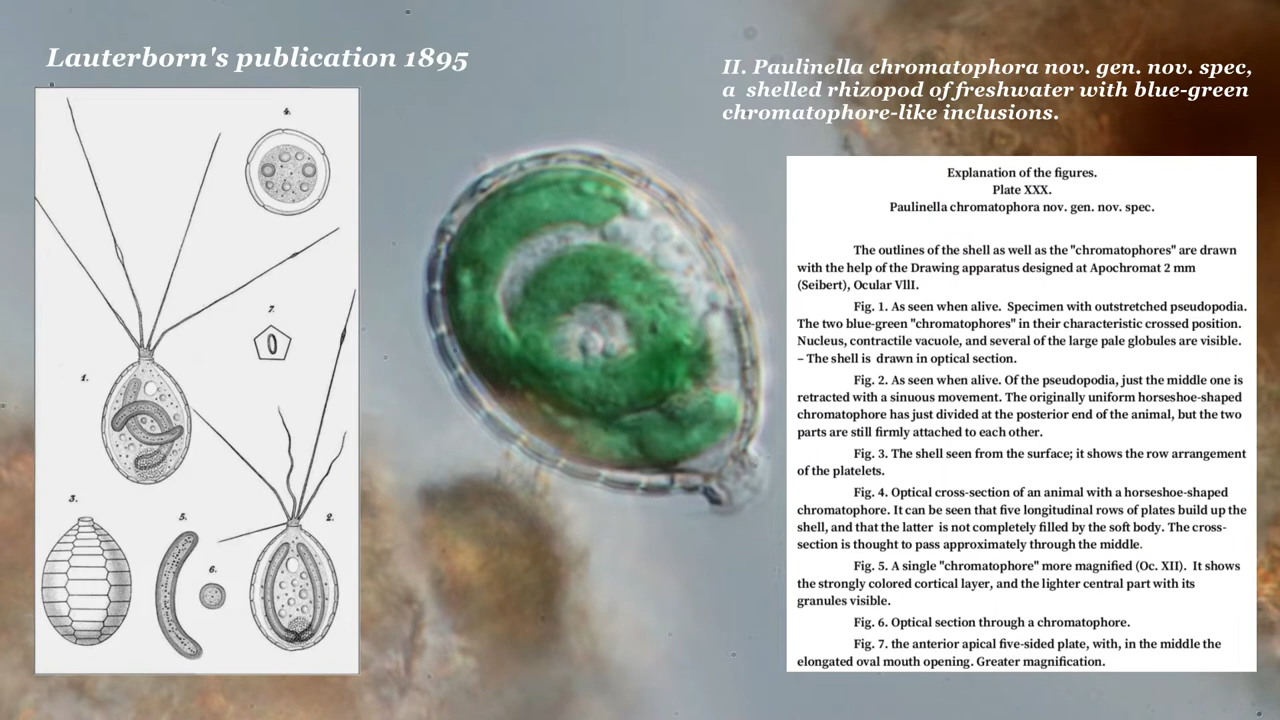 Lauterborn's publication 1895
4.
7.
1.
3.
5.
6.
2.
II. Paulinella chromatophora nov. gen. nov. spec,
a shelled rhizopod of freshwater with blue-green
chromatophore-like inclusions.
Explanation of the figures.
Plate XXX.
Paulinella chromatophora nov. gen. nov. spec.
The outlines of the shell as well as the "chromatophores" are drawn
with the help of the Drawing apparatus designed at Apochromat 2 mm
(Seibert), Ocular VlII.
Fig. 1. As seen when alive. Specimen with outstretched pseudopodia.
The two blue-green "chromatophores" in their characteristic crossed position.
Nucleus, contractile vacuole, and several of the large pale globules are visible.
– The shell is drawn in optical section.
Fig. 2. As seen when alive. Of the pseudopodia, just the middle one is
retracted with a sinuous movement. The originally uniform horseshoe-shaped
chromatophore has just divided at the posterior end of the animal, but the two
parts are still firmly attached to each other.
Fig. 3. The shell seen from the surface; it shows the row arrangement
of the platelets.
Fig. 4. Optical cross-section of an animal with a horseshoe-shaped
chromatophore. It can be seen that five longitudinal rows of plates build up the
shell, and that the latter is not completely filled by the soft body. The cross-
section is thought to pass approximately through the middle.
Fig. 5. A single "chromatophore" more magnified (Oc. XII). It shows
the strongly colored cortical layer, and the lighter central part with its
granules visible.
Fig. 6. Optical section through a chromatophore.
Fig. 7. the anterior apical five-sided plate, with, in the middle the
elongated oval mouth opening. Greater magnification.